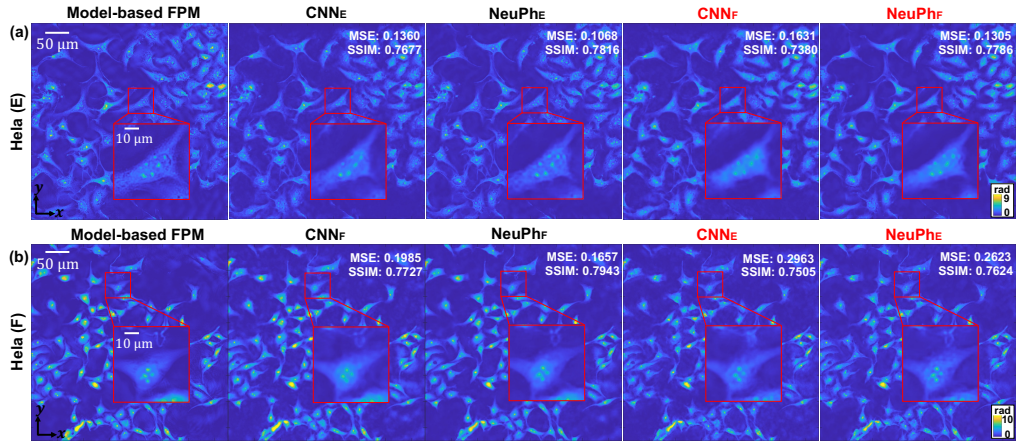 Model-based FPM CNNE NeuPhE CNNF NeuPhF
(a)
50 μm
MSE: 0.1360
SSIM: 0.7677
MSE: 0.1068
SSIM: 0.7816
MSE: 0.1631
SSIM: 0.7380
MSE: 0.1305
SSIM: 0.7786
Hela (E)
10 μm
y
x
rad
9
0
Model-based FPM CNNF NeuPhF CNNE NeuPhE
(b)
50 μm
MSE: 0.1985
SSIM: 0.7727
MSE: 0.1657
SSIM: 0.7943
MSE: 0.2963
SSIM: 0.7505
MSE: 0.2623
SSIM: 0.7624
Hela (F)
10 μm
y
x
rad
10
0